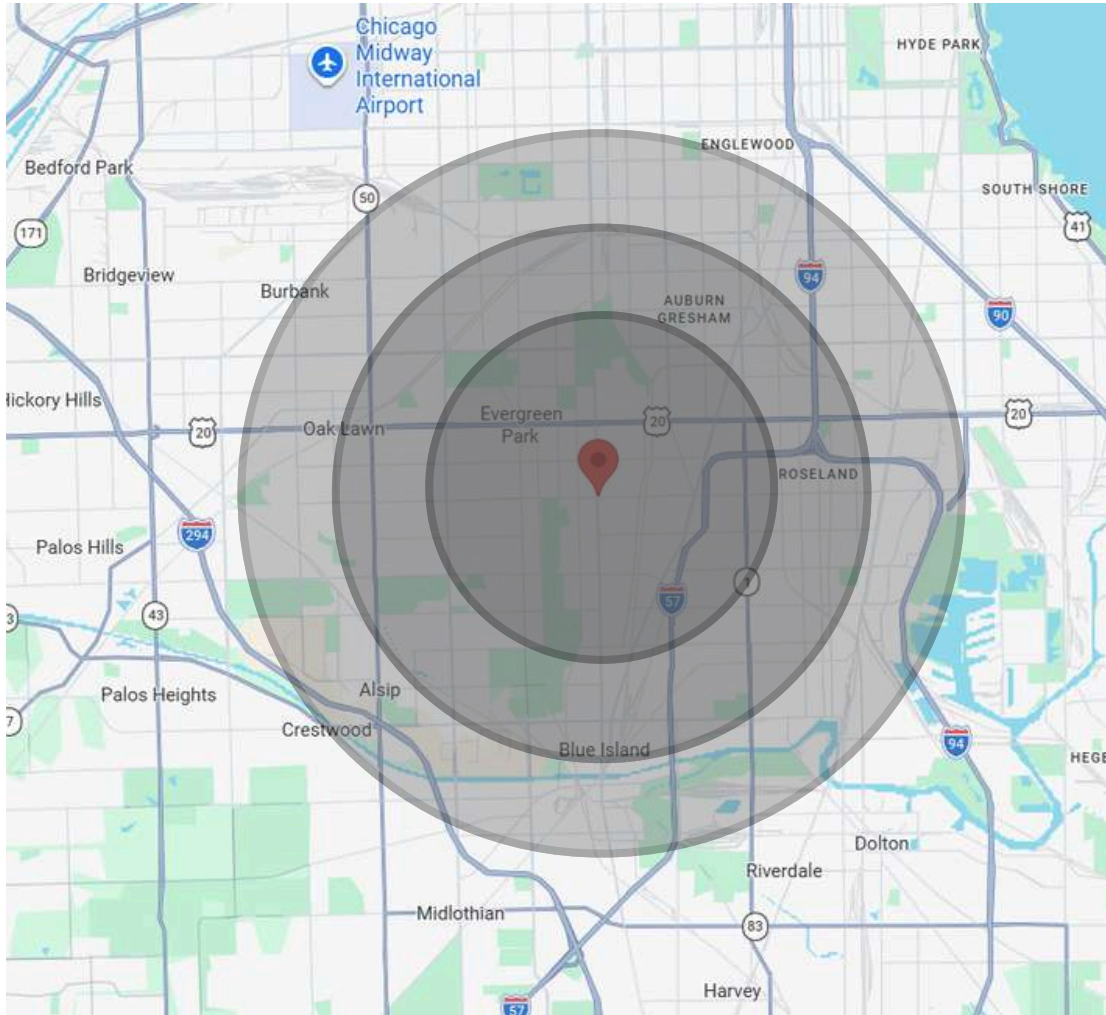 Chicago
Midway
International
Airport
HYDE PARK
ENGLEWOOD
Bedford Park
50
SOUTH SHORE
41
171
Bridgeview
94
Burbank
AUBURN
GRESHAM
90
Hickory Hills
Evergreen
Park
20
20
Oak Lawn
20
ROSELAND
294
Palos Hills
1
57
43
3
Alsip
Palos Heights
7
Crestwood
Blue Island
94
HEGE
Dolton
Riverdale
Midlothian
83
Harvey
57